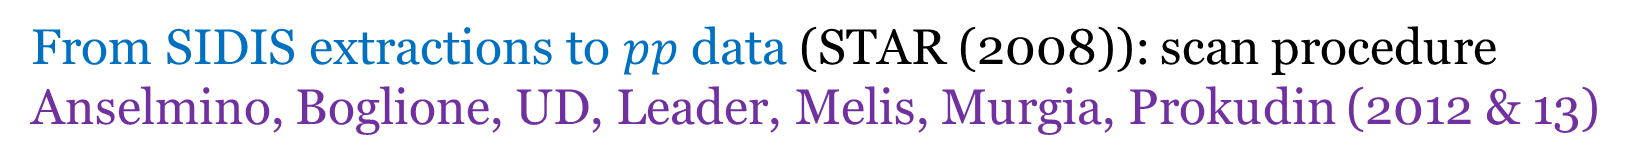 From SIDIS extractions to pp data (STAR (2008)): scan procedure
Anselmino, Boglione, UD, Leader, Melis, Murgia, Prokudin (2012 & 13)